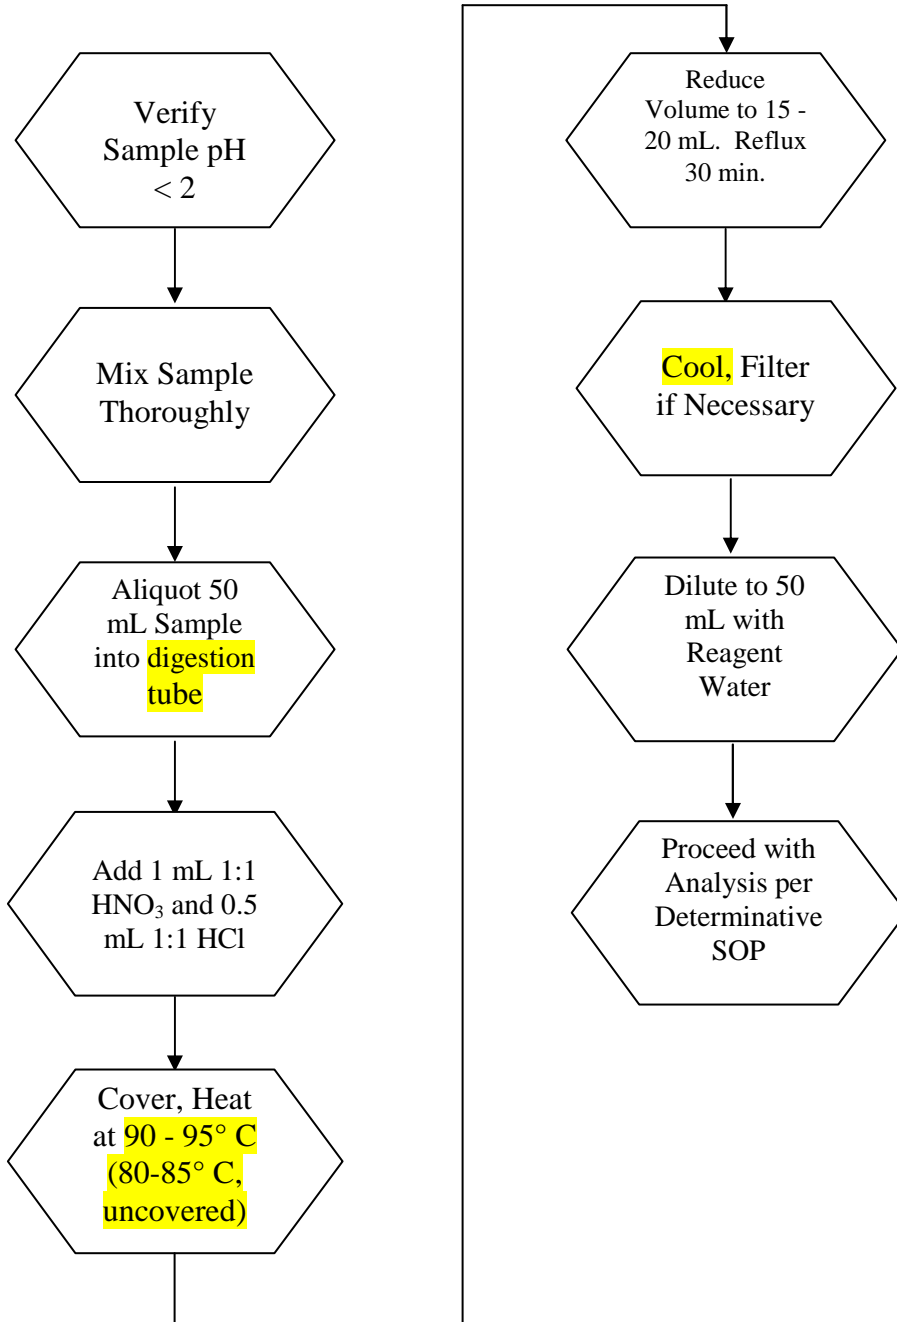 Verify
Sample pH
< 2
Mix Sample
Thoroughly
Aliquot 50
mL Sample
into digestion
tube
Add 1 mL 1:1
HNO₃ and 0.5
mL 1:1 HCl
Cover, Heat
at 90 - 95° C
(80-85° C,
uncovered)
Reduce
Volume to 15 -
20 mL.  Reflux
30 min.
Cool, Filter
if Necessary
Dilute to 50
mL with
Reagent
Water
Proceed with
Analysis per
Determinative
SOP